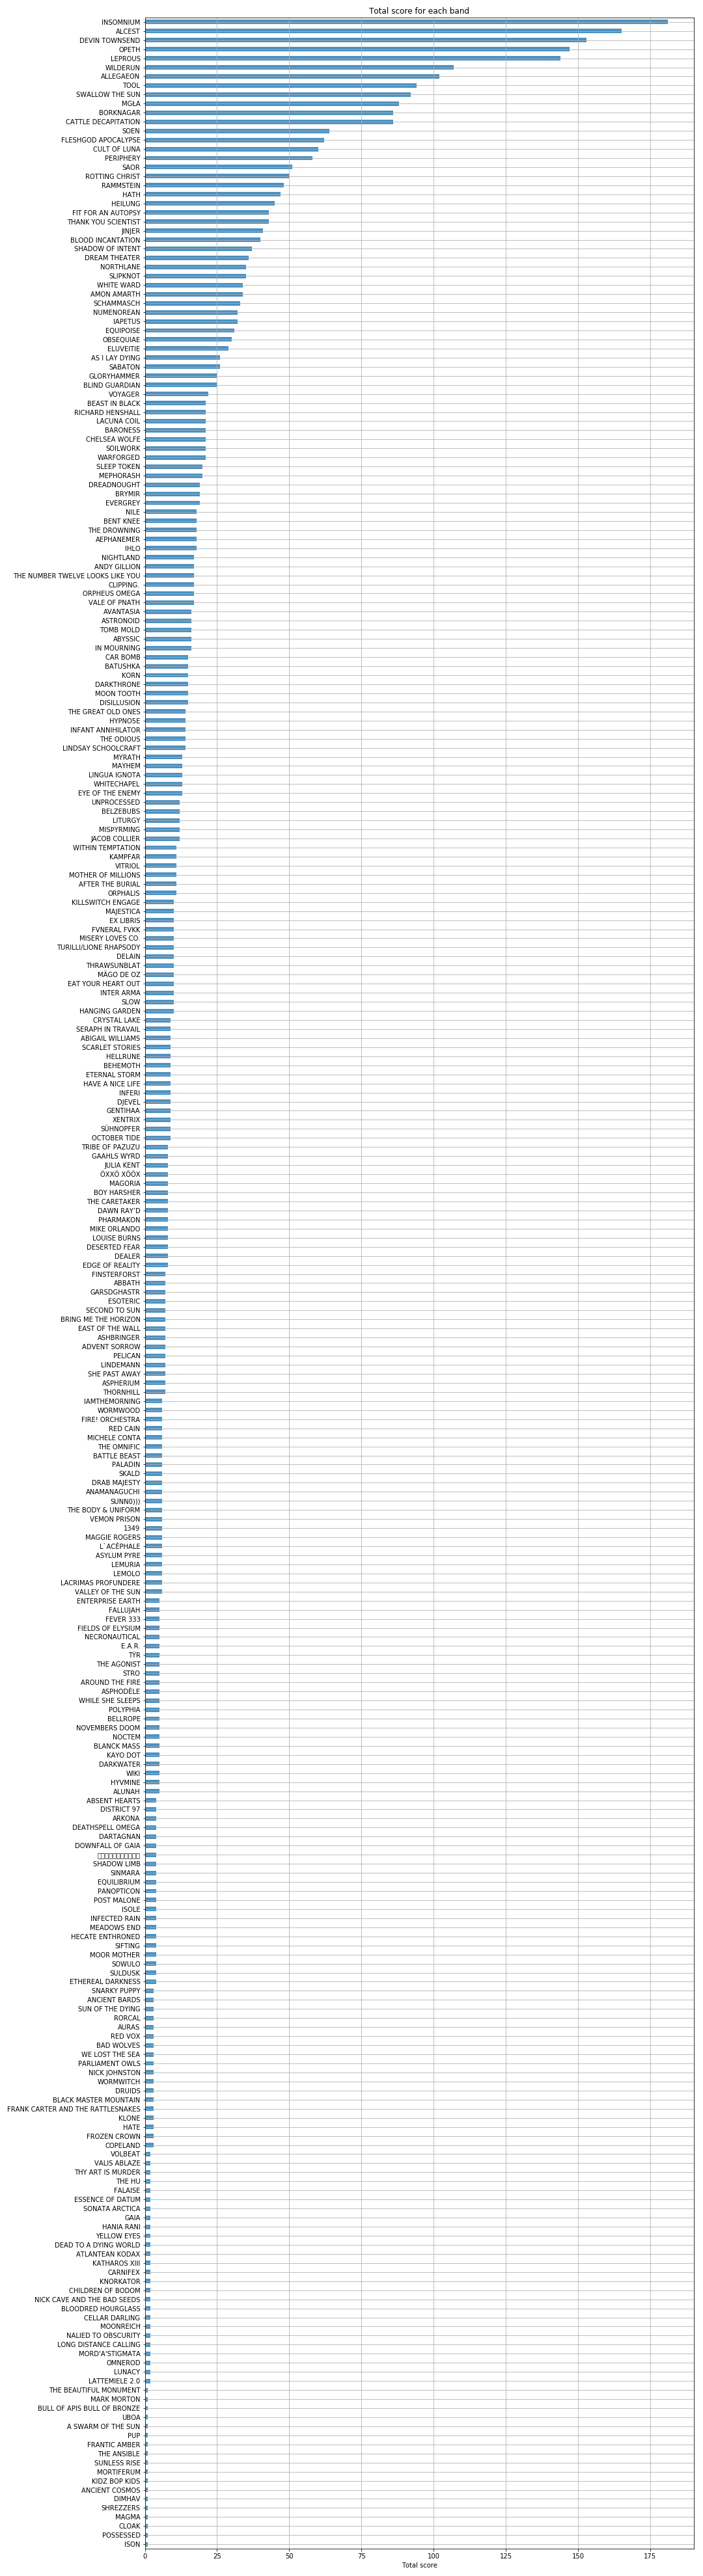 Total score for each band
INSOMNIUM
ALCEST
DEVIN TOWNSEND
OPETH
LEPROUS
WILDERUN
ALLEGAEON
TOOL
SWALLOW THE SUN
MGŁA
BORKNAGAR
CATTLE DECAPITATION
SOEN
FLESHGOD APOCALYPSE
CULT OF LUNA
PERIPHERY
SAOR
ROTTING CHRIST
RAMMSTEIN
HATH
HEILUNG
FIT FOR AN AUTOPSY
THANK YOU SCIENTIST
JINJER
BLOOD INCANTATION
SHADOW OF INTENT
DREAM THEATER
NORTHLANE
SLIPKNOT
WHITE WARD
AMON AMARTH
SCHAMMASCH
NUMENOREAN
IAPETUS
EQUIPOISE
OBSEQUIAE
ELUVEITIE
AS I LAY DYING
SABATON
GLORYHAMMER
BLIND GUARDIAN
VOYAGER
BEAST IN BLACK
RICHARD HENSHALL
LACUNA COIL
BARONESS
CHELSEA WOLFE
SOILWORK
WARFORGED
SLEEP TOKEN
MEPHORASH
DREADNOUGHT
BRYMIR
EVERGREY
NILE
BENT KNEE
THE DROWNING
AEPHANEMER
IHLO
NIGHTLAND
ANDY GILLION
THE NUMBER TWELVE LOOKS LIKE YOU
CLIPPING.
ORPHEUS OMEGA
VALE OF PNATH
AVANTASIA
ASTRONOID
TOMB MOLD
ABYSSIC
IN MOURNING
CAR BOMB
BATUSHKA
KORN
DARKTHRONE
MOON TOOTH
DISILLUSION
THE GREAT OLD ONES
HYPNO5E
INFANT ANNIHILATOR
THE ODIOUS
LINDSAY SCHOOLCRAFT
MYRATH
MAYHEM
LINGUA IGNOTA
WHITECHAPEL
EYE OF THE ENEMY
UNPROCESSED
BELZEBUBS
LITURGY
MISÞYRMING
JACOB COLLIER
WITHIN TEMPTATION
KAMPFAR
VITRIOL
MOTHER OF MILLIONS
AFTER THE BURIAL
ORPHALIS
KILLSWITCH ENGAGE
MAJESTICA
EX LIBRIS
FVNERAL FVKK
MISERY LOVES CO.
TURILLI/LIONE RHAPSODY
DELAIN
THRAWSUNBLAT
MÄGO DE OZ
EAT YOUR HEART OUT
INTER ARMA
SLOW
HANGING GARDEN
CRYSTAL LAKE
SERAPH IN TRAVAIL
ABIGAIL WILLIAMS
SCARLET STORIES
HELLRUNE
BEHEMOTH
ETERNAL STORM
HAVE A NICE LIFE
INFERI
DJEVEL
GENTIHAA
XENTRIX
SÜHNOPFER
OCTOBER TIDE
TRIBE OF PAZUZU
GAAHLS WYRD
JULIA KENT
ÖXXÖ XÖÖX
MAGORIA
BOY HARSHER
THE CARETAKER
DAWN RAY'D
PHARMAKON
MIKE ORLANDO
LOUISE BURNS
DESERTED FEAR
DEALER
EDGE OF REALITY
FINSTERFORST
ABBATH
GARSDGHASTR
ESOTERIC
SECOND TO SUN
BRING ME THE HORIZON
EAST OF THE WALL
ASHBRINGER
ADVENT SORROW
PELICAN
LINDEMANN
SHE PAST AWAY
ASPHERIUM
THORNHILL
IAMTHEMORNING
WORMWOOD
FIRE! ORCHESTRA
RED CAIN
MICHELE CONTA
THE OMNIFIC
BATTLE BEAST
PALADIN
SKALD
DRAB MAJESTY
ANAMANAGUCHI
SUNN0)))
THE BODY & UNIFORM
VEMON PRISON
1349
MAGGIE ROGERS
L`ACÉPHALE
ASYLUM PYRE
LEMURIA
LEMOLO
LACRIMAS PROFUNDERE
VALLEY OF THE SUN
ENTERPRISE EARTH
FALLUJAH
FEVER 333
FIELDS OF ELYSIUM
NECRONAUTICAL
E.A.R.
TÝR
THE AGONIST
STRO
AROUND THE FIRE
ASPHODÈLE
WHILE SHE SLEEPS
POLYPHIA
BELLROPE
NOVEMBERS DOOM
NOCTEM
BLANCK MASS
KAYO DOT
DARKWATER
WIKI
HYVMINE
ALUNAH
ABSENT HEARTS
DISTRICT 97
ARKONA
DEATHSPELL OMEGA
DARTAGNAN
DOWNFALL OF GAIA
SHADOW LIMB
SINMARA
EQUILIBRIUM
PANOPTICON
POST MALONE
ISOLE
INFECTED RAIN
MEADOWS END
HECATE ENTHRONED
SIFTING
MOOR MOTHER
SOWULO
SULDUSK
ETHEREAL DARKNESS
SNARKY PUPPY
ANCIENT BARDS
SUN OF THE DYING
RORCAL
AURAS
RED VOX
BAD WOLVES
WE LOST THE SEA
PARLIAMENT OWLS
NICK JOHNSTON
WORMWITCH
DRUIDS
BLACK MASTER MOUNTAIN
FRANK CARTER AND THE RATTLESNAKES
KLONE
HATE
FROZEN CROWN
COPELAND
VOLBEAT
VALIS ABLAZE
THY ART IS MURDER
THE HU
FALAISE
ESSENCE OF DATUM
SONATA ARCTICA
GAIA
HANIA RANI
YELLOW EYES
DEAD TO A DYING WORLD
ATLANTEAN KODAX
KATHAROS XIII
CARNIFEX
KNORKATOR
CHILDREN OF BODOM
NICK CAVE AND THE BAD SEEDS
BLOODRED HOURGLASS
CELLAR DARLING
MOONREICH
NALIED TO OBSCURITY
LONG DISTANCE CALLING
MORD'A'STIGMATA
OMNEROD
LUNACY
LATTEMIELE 2.0
THE BEAUTIFUL MONUMENT
MARK MORTON
BULL OF APIS BULL OF BRONZE
UBOA
A SWARM OF THE SUN
PUP
FRANTIC AMBER
THE ANSIBLE
SUNLESS RISE
MORTIFERUM
KIDZ BOP KIDS
ANCIENT COSMOS
DIMHAV
SHREZZERS
MAGMA
CLOAK
POSSESSED
ISON
0 25 50 75 100 125 150 175
Total score